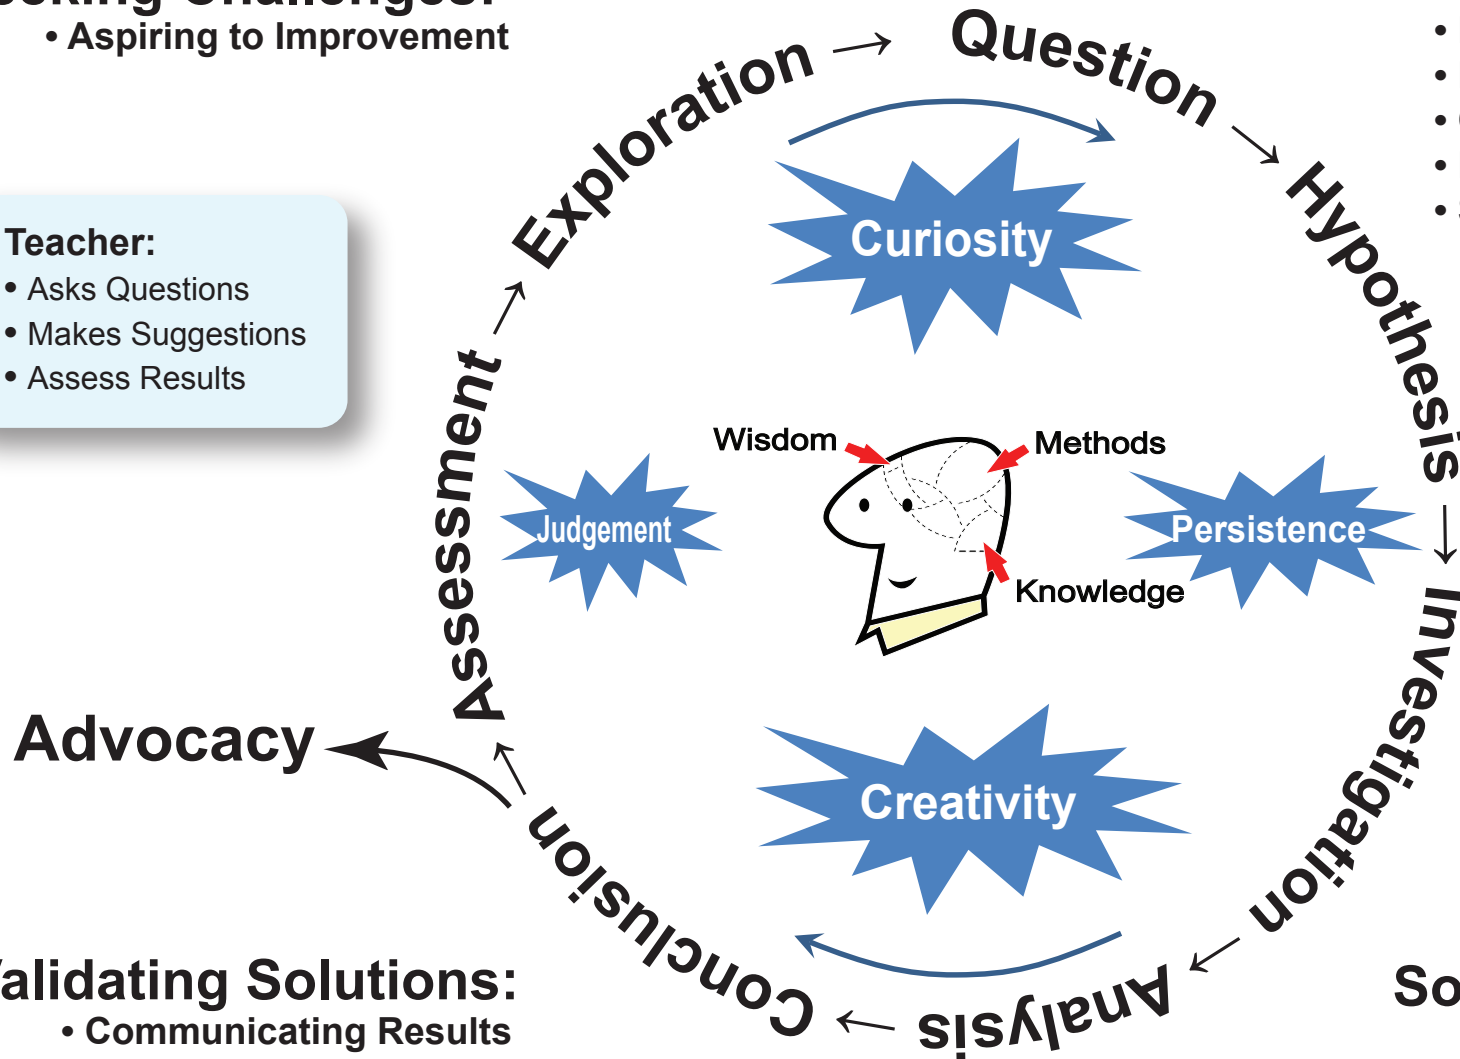 • Aspiring to Improvement
Exploration → Question → Hypothesis → Investigation → Analysis → Conclusion → Assessment →
Curiosity
Teacher:
• Asks Questions
• Makes Suggestions
• Assess Results
Wisdom
Methods
Judgement
Persistence
Knowledge
Advocacy
Creativity
Solutions:
• Communicating Results